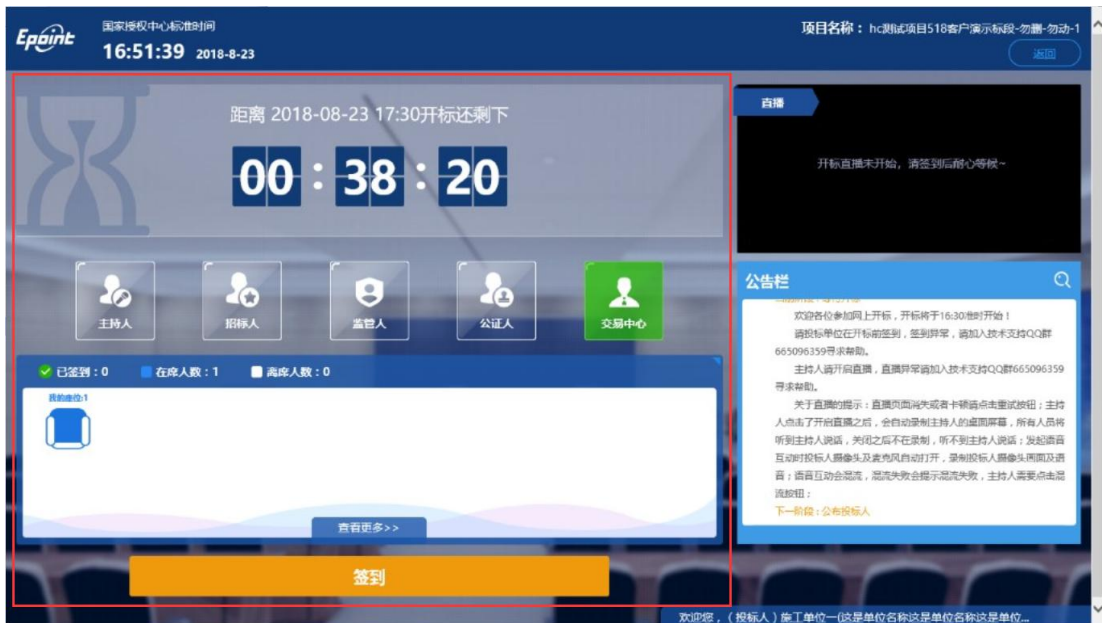 Epoint
国家授权中心标准时间
16:51:39 2018-8-23
项目名称：hc测试项目518客户演示标段-勿删-勿动-1
返回
距离 2018-08-23 17:30开标还剩下
00 : 38 : 20
主持人 招标人 监管人 公证人 交易中心
已签到：0 在席人数：1 离席人数：0
我的座位:1
查看更多>>
签到
直播
开标直播未开始，请签到后耐心等候~
公告栏
欢迎各位参加网上开标，开标将于16:30准时开始！
请投标单位在开标前签到，签到异常，请加入技术支持QQ群
665096359寻求帮助。
主持人请开启直播，直播异常请加入技术支持QQ群665096359
寻求帮助。
关于直播的提示：直播页面消失或者卡顿请点击重试按钮；主持
人点击了开启直播之后，会自动录制主持人的桌面屏幕，所有人员将
听到主持人说话，关闭之后不在录制，听不到主持人说话；发起语音
互动时投标人摄像头及麦克风自动打开，录制投标人摄像头画面及语
音；语音互动会混流，混流失败会提示混流失败，主持人需要点击混
流按钮；
下一阶段：公布投标人
欢迎您，（投标人）施工单位一(这是单位名称这是单位名称这是单位...